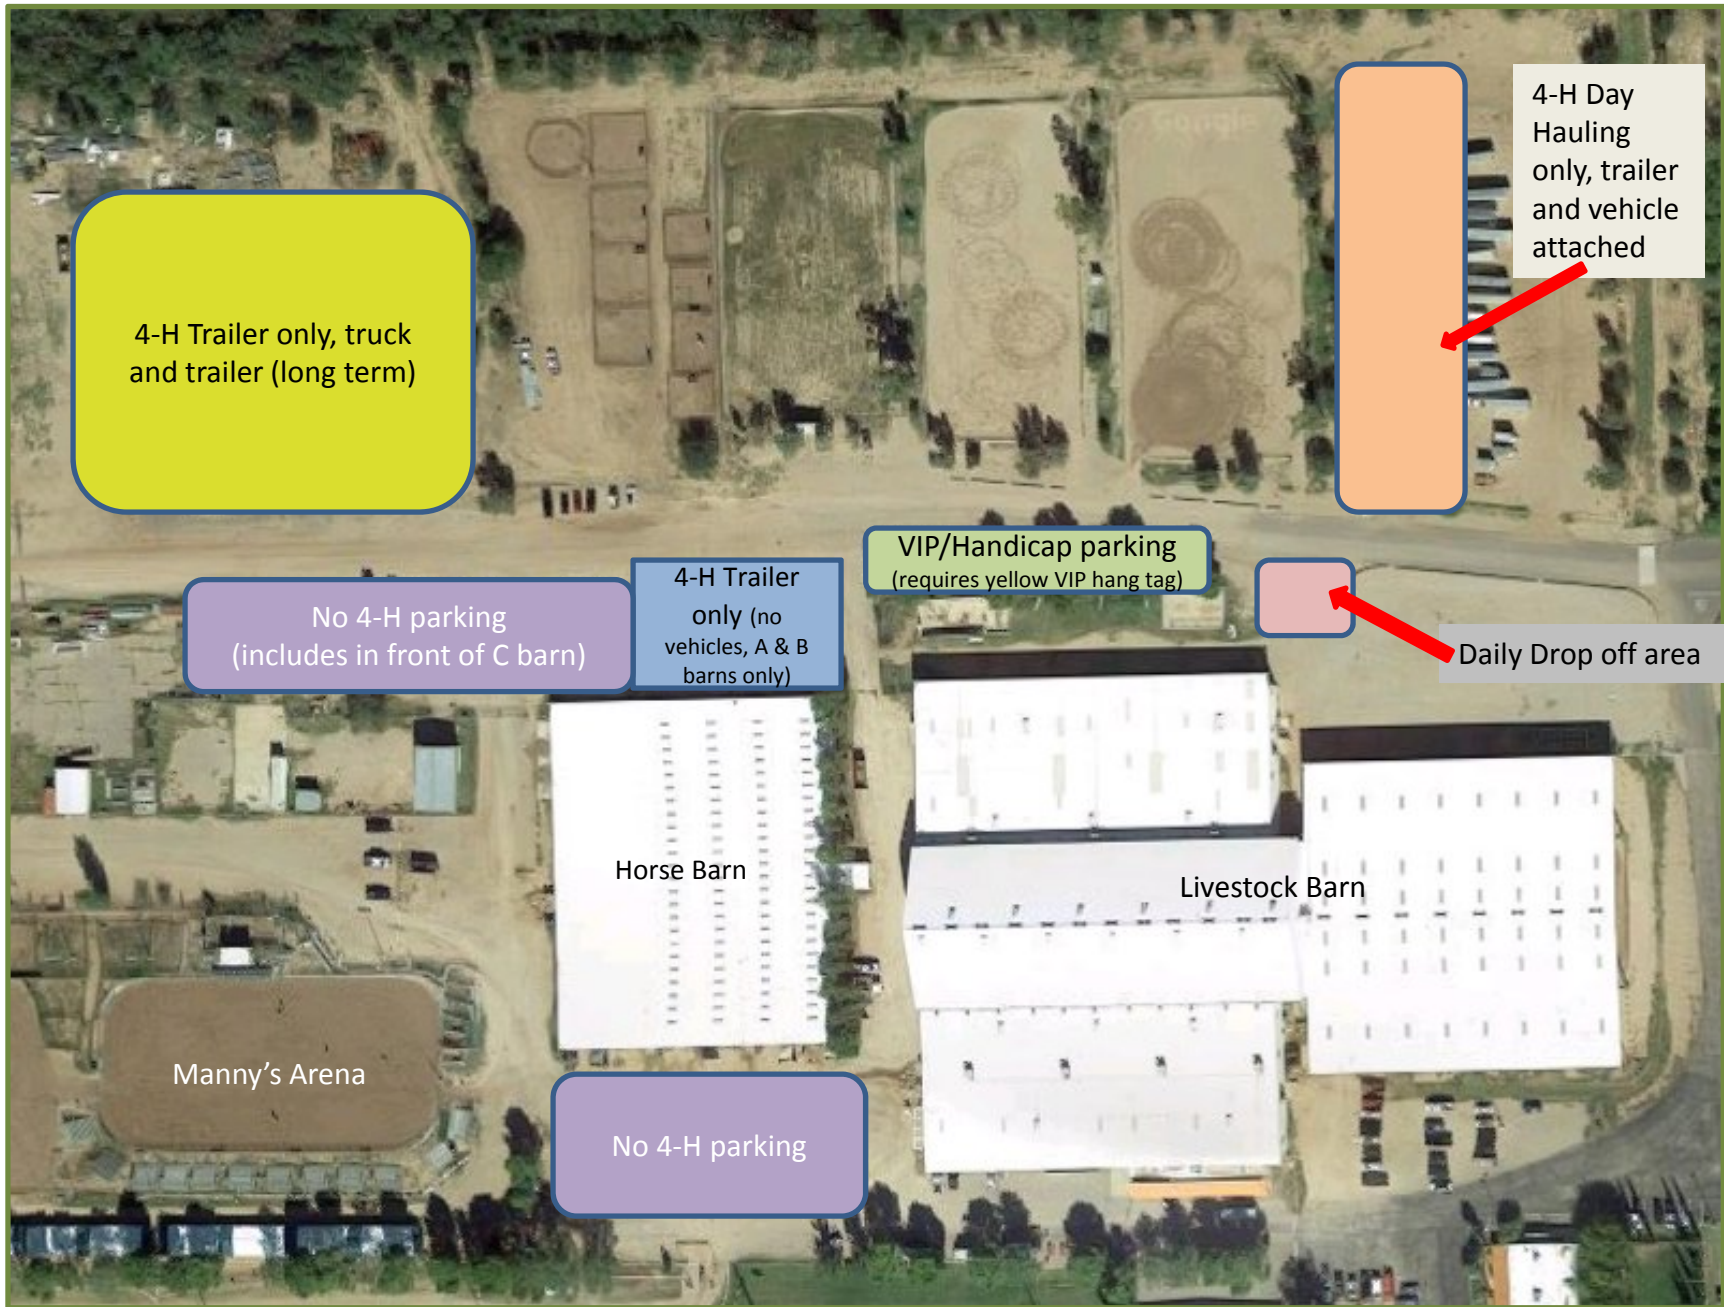 4-H Day
Hauling
only, trailer
and vehicle
attached
4-H Trailer only, truck
and trailer (long term)
VIP/Handicap parking
(requires yellow VIP hang tag)
4-H Trailer
only (no
vehicles, A & B
barns only)
No 4-H parking
(includes in front of C barn)
Daily Drop off area
Horse Barn
Livestock Barn
Manny’s Arena
No 4-H parking
Google